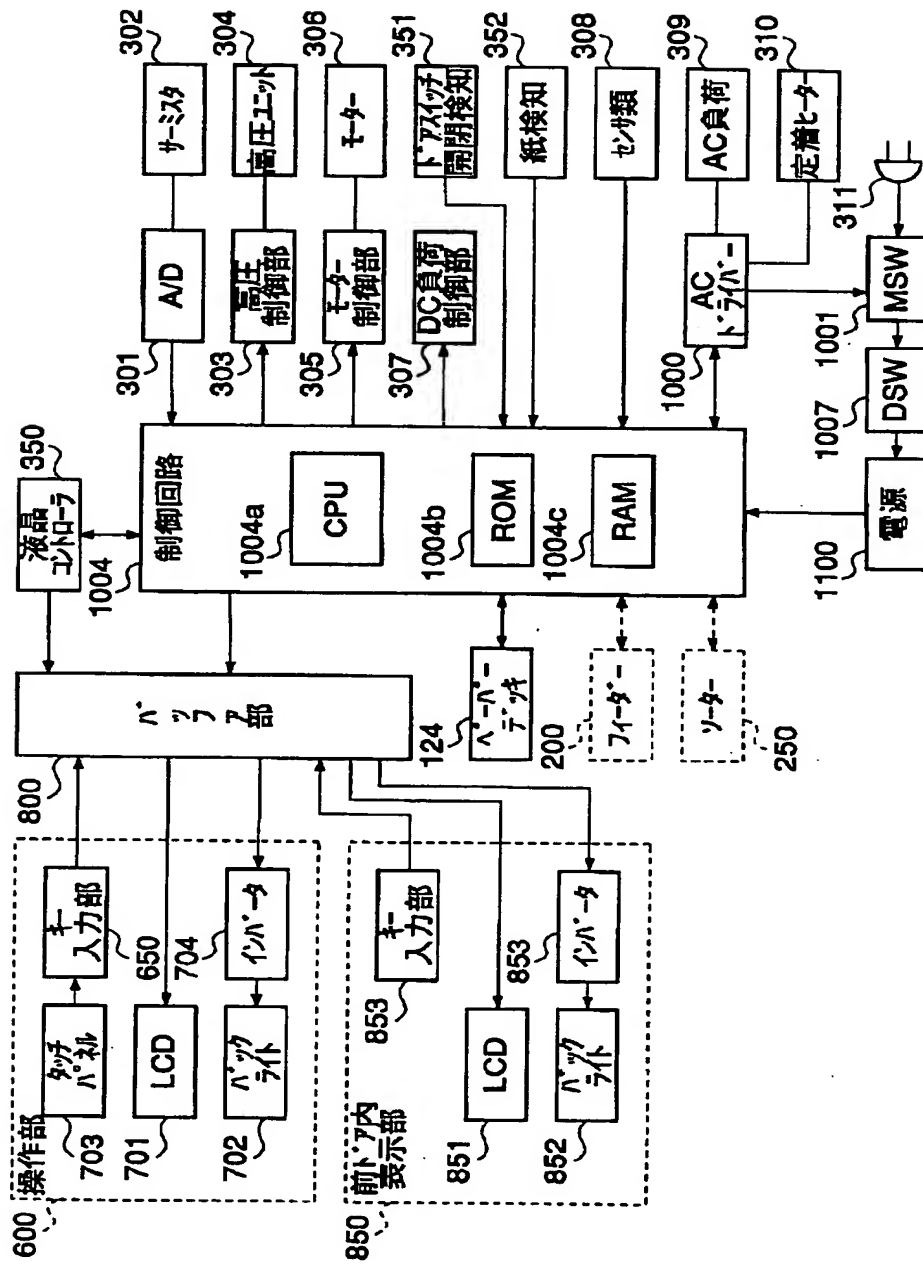 操作部
600
タッチ
パネル
703
キー
入力部
650
LCD
701
バック
ライト
702
インバータ
704
前ドア内
表示部
850
キー
入力部
853
LCD
851
バック
ライト
852
インバータ
853
バッファ部
800
液晶
コントローラ
350
制御回路
1004
CPU
1004a
ROM
1004b
RAM
1004c
ペーパー
デッキ
124
フィーダー
200
ソーター
250
A/D
301
サーミスタ
302
高圧
制御部
303
高圧ユニット
304
モーター
制御部
305
モーター
306
DC負荷
制御部
307
ドアスイッチ
開閉検知
351
紙検知
352
センサ類
308
AC
ドライバー
1000
AC負荷
309
定着ヒータ
310
311
MSW
1001
DSW
1007
電源
1100